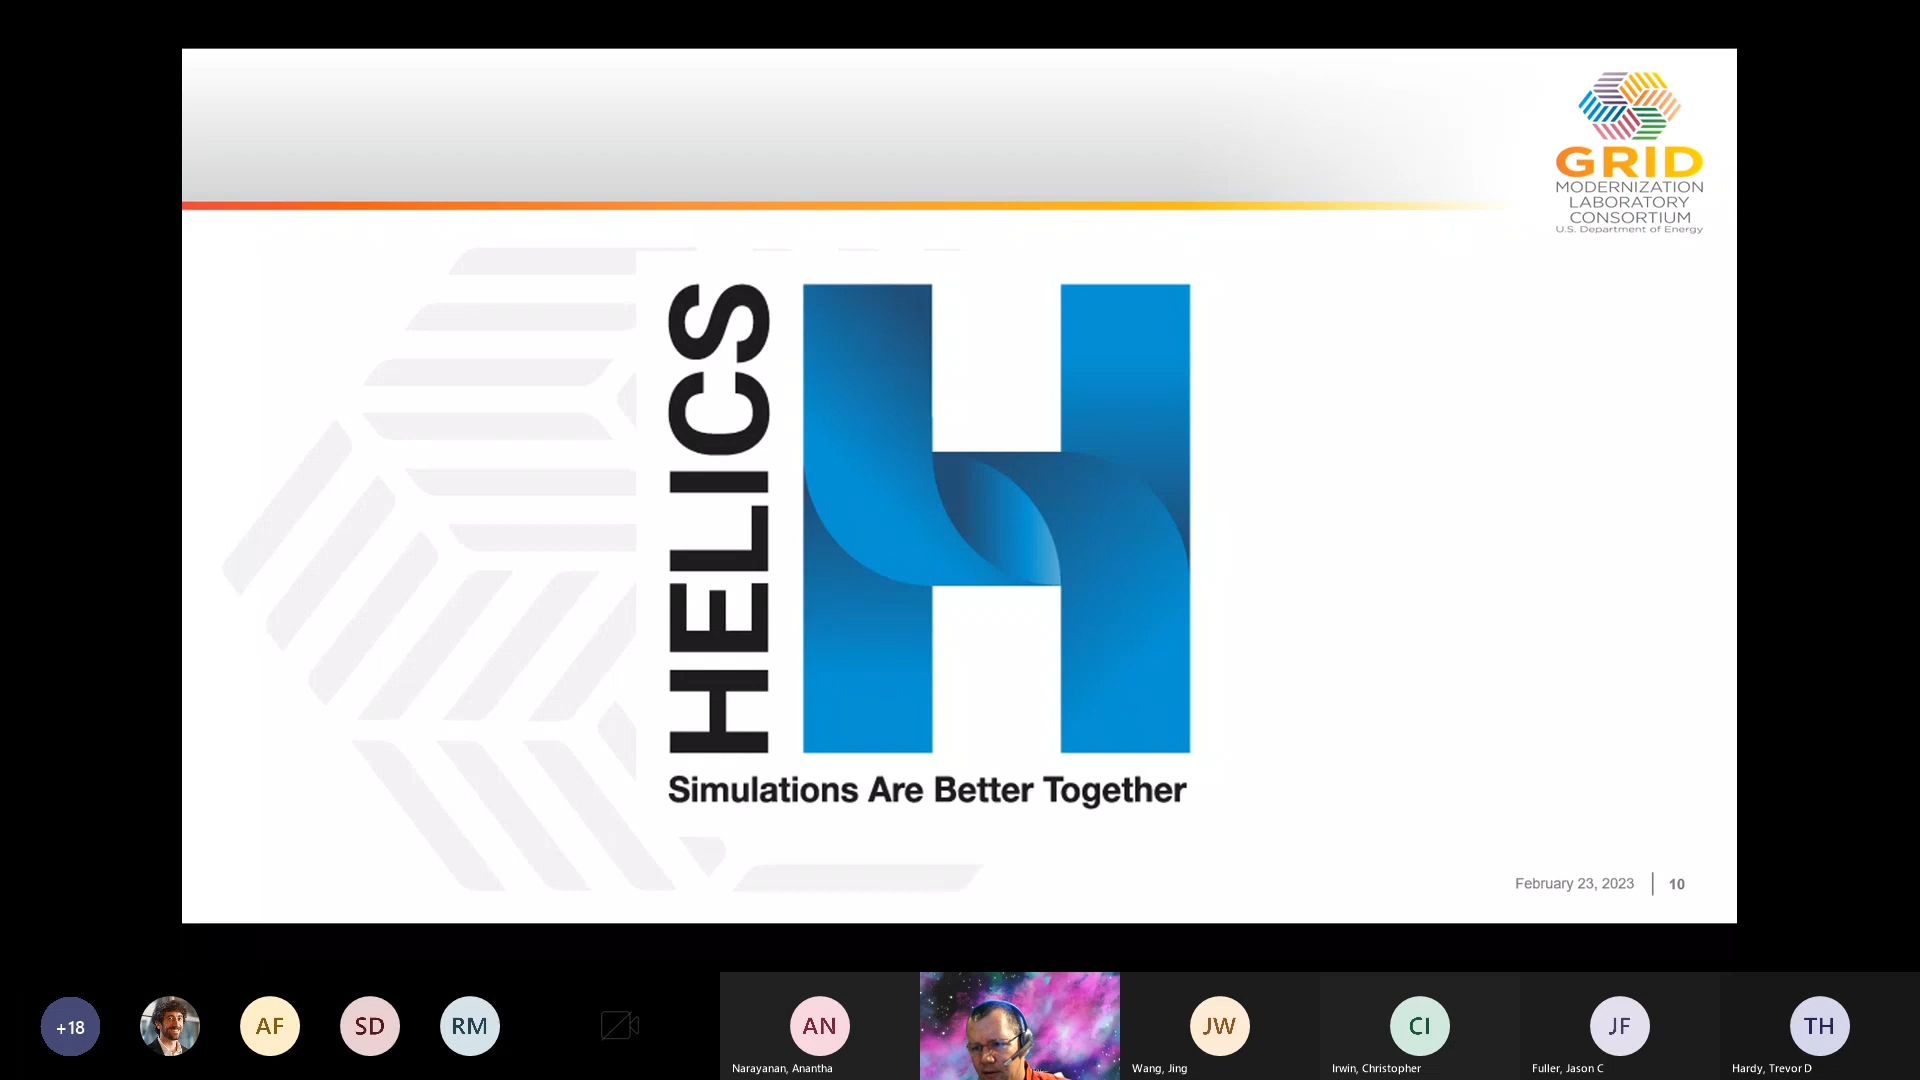 GRID
MODERNIZATION
LABORATORY
CONSORTIUM
U.S. Department of Energy
HELICS
Simulations Are Better Together
February 23, 2023 | 10
+18
AF
SD
RM
AN
JW
CI
JF
TH
Narayanan, Anantha
Wang, Jing
Irwin, Christopher
Fuller, Jason C
Hardy, Trevor D